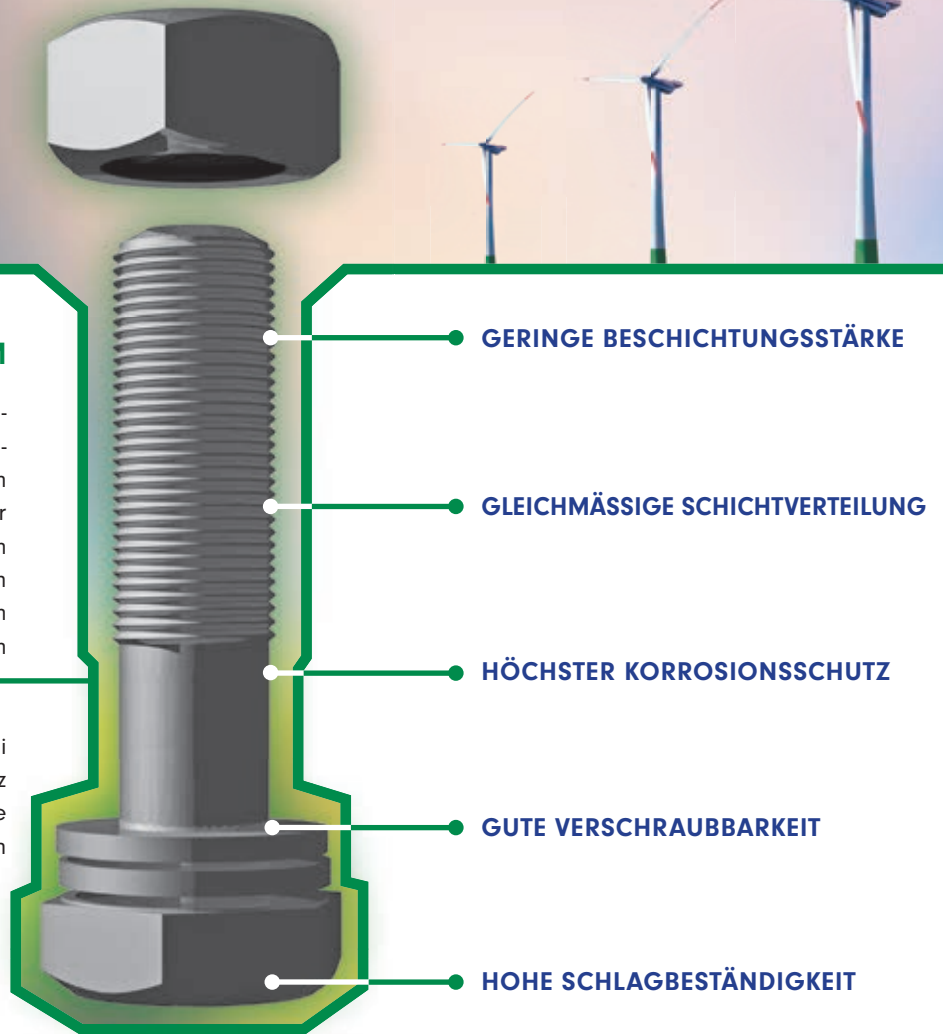 GERINGE BESCHICHTUNGSSTÄRKE
GLEICHMÄSSIGE SCHICHTVERTEILUNG
HÖCHSTER KORROSIONSSCHUTZ
GUTE VERSCHRAUBBARKEIT
HOHE SCHLAGBESTÄNDIGKEIT